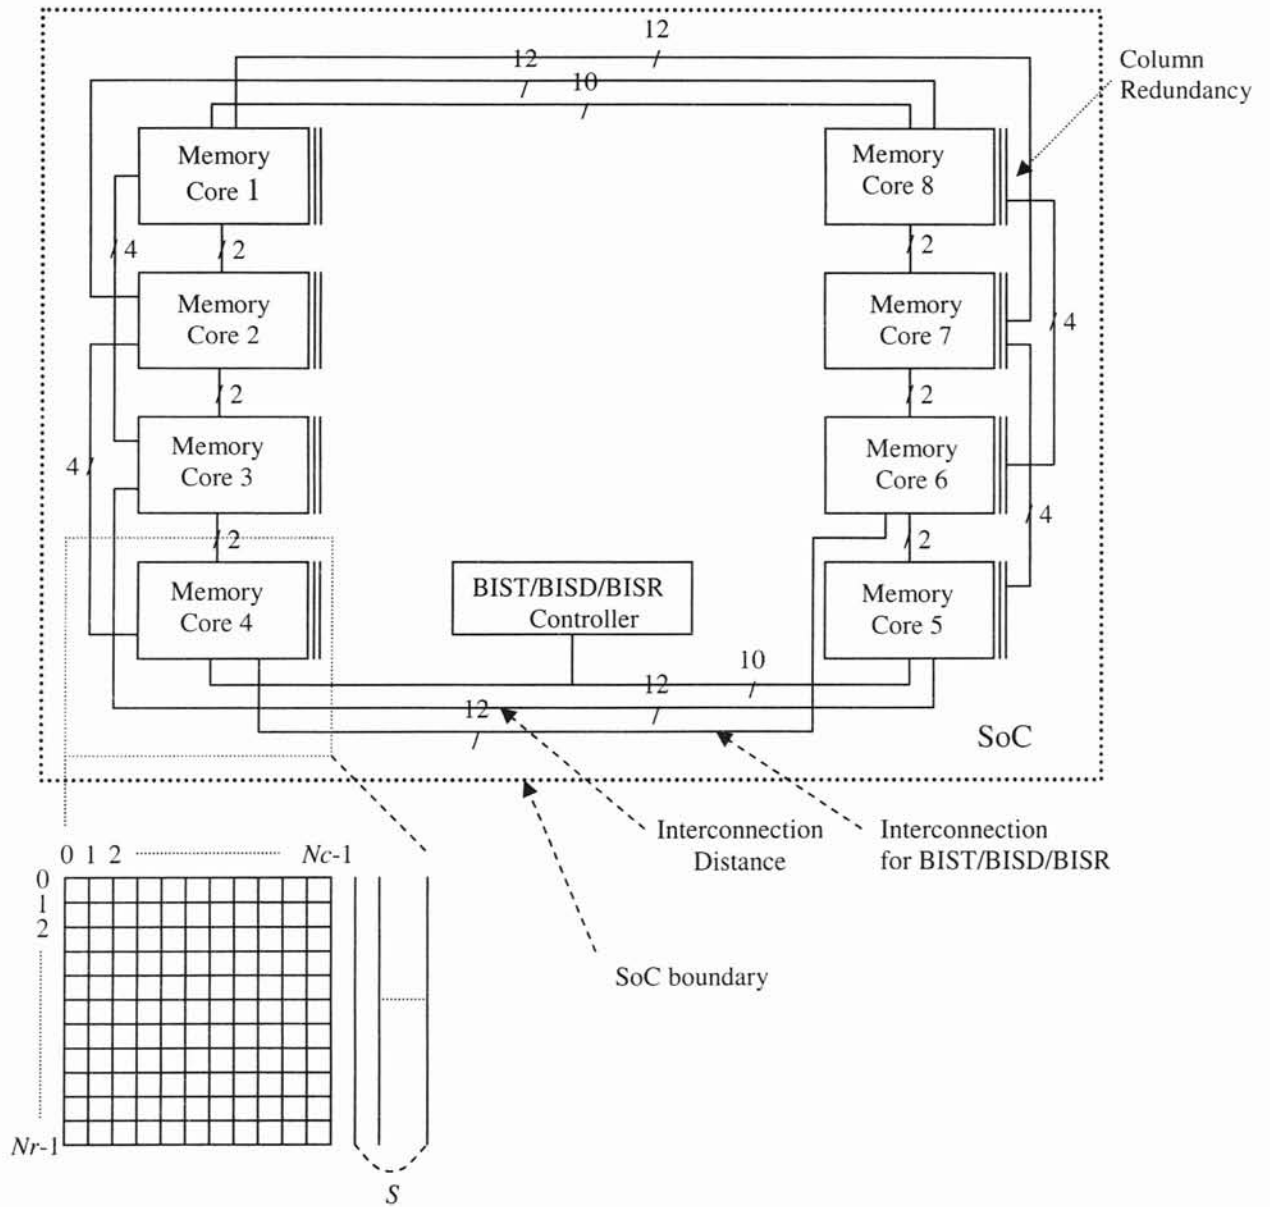 12
12
10
Column
Redundancy
Memory
Core 1
Memory
Core 8
4
2
2
Memory
Core 2
Memory
Core 7
4
2
2
Memory
Core 3
Memory
Core 6
4
4
2
2
Memory
Core 4
BIST/BISD/BISR
Controller
Memory
Core 5
10
12
12
SoC
Interconnection
Distance
Interconnection
for BIST/BISD/BISR
SoC boundary
0 1 2 Nc-1
0
1
2
Nr-1
S